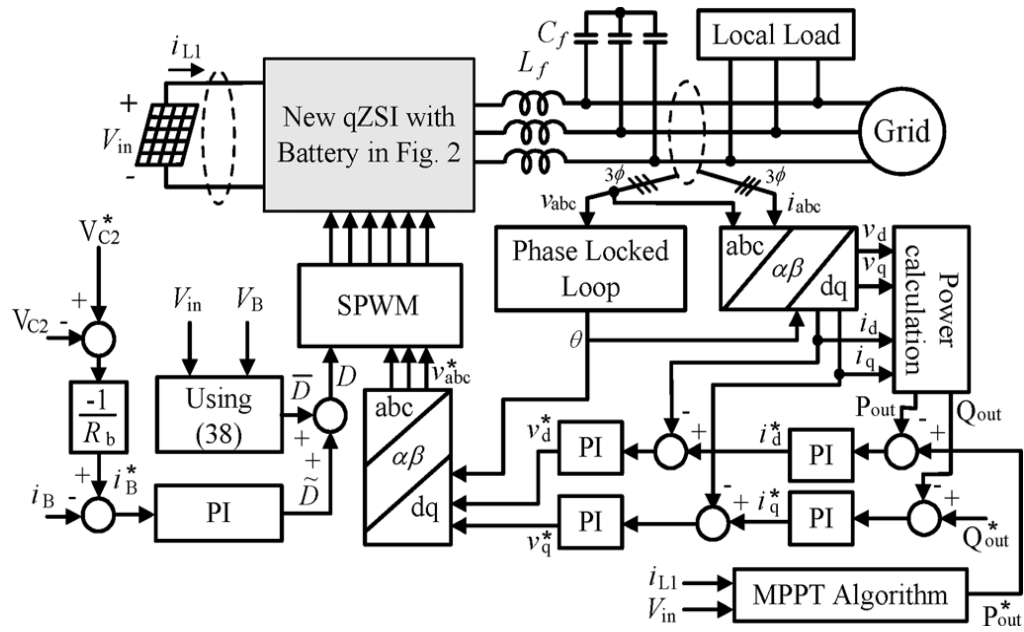 C_f
Local Load
i_L1
L_f
+
V_in
-
New qZSI with
Battery in Fig. 2
Grid
3ϕ
3ϕ
v_abc
i_abc
V*_C2
Phase Locked
Loop
abc
αβ
dq
v_d
v_q
i_d
i_q
Power
calculation
+
V_C2
-
V_in
V_B
SPWM
θ
-1
R_b
Using
(38)
D̅
D
+
+
D̃
v*_abc
abc
αβ
dq
P_out
Q_out
v*_d
PI
-
+
i*_d
PI
-
+
i_B
-
+
i*_B
PI
v*_q
PI
-
+
i*_q
PI
-
+
Q*_out
i_L1
V_in
MPPT Algorithm
P*_out